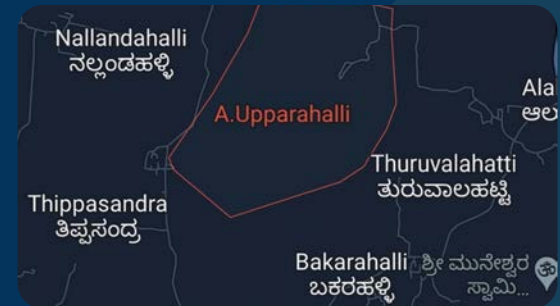 Nallandahalli
ನಲ್ಲಂಡಹಳ್ಳಿ
A.Upparahalli
Ala
ಆಲ
Thuruvalahatti
ತುರುವಾಲಹಟ್ಟಿ
Thippasandra
ತಿಪ್ಪಸಂದ್ರ
Bakarahalli
ಬಕರಹಳ್ಳಿ
ಶ್ರೀ ಮುನೇಶ್ವರ
ಸ್ವಾಮಿ...